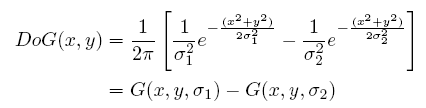 DoG(x, y) = \frac{1}{2\pi} \left[ \frac{1}{\sigma_1^2} e^{-\frac{(x^2+y^2)}{2\sigma_1^2}} - \frac{1}{\sigma_2^2} e^{-\frac{(x^2+y^2)}{2\sigma_2^2}} \right]
= G(x, y, \sigma_1) - G(x, y, \sigma_2)